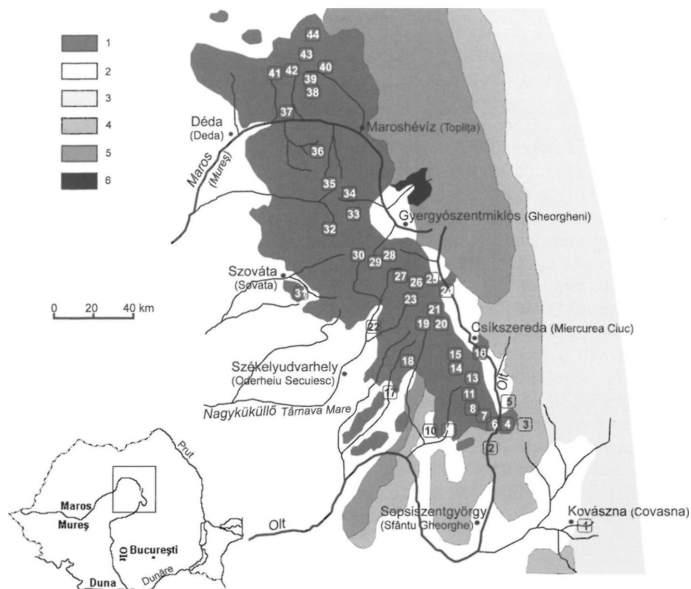 1
2
3
4
5
6
0 20 40 km
44
43
41 42 40
39
38
37
Déda
(Deda)
Maroshévíz (Toplița)
Maros
(Mureș)
36
35
34
33
32
Gyergyószentmiklós (Gheorgheni)
30 29 28
27 26 25
24
Szováta
(Sovata)
31
23
22
21
19 20
Csíkszereda (Miercurea Ciuc)
Székelyudvarhely
(Oderheiu Secuiesc)
18
15 16
14
13
17
11
Olt
Nagyküküllő Târnava Mare
8
7
5
10
6 4 3
2
Olt
Sepsiszentgyörgy
(Sfântu Gheorghe)
Kovászna (Covasna)
1
Prut
Maros
Mureș
Olt
București
Duna
Dunăre